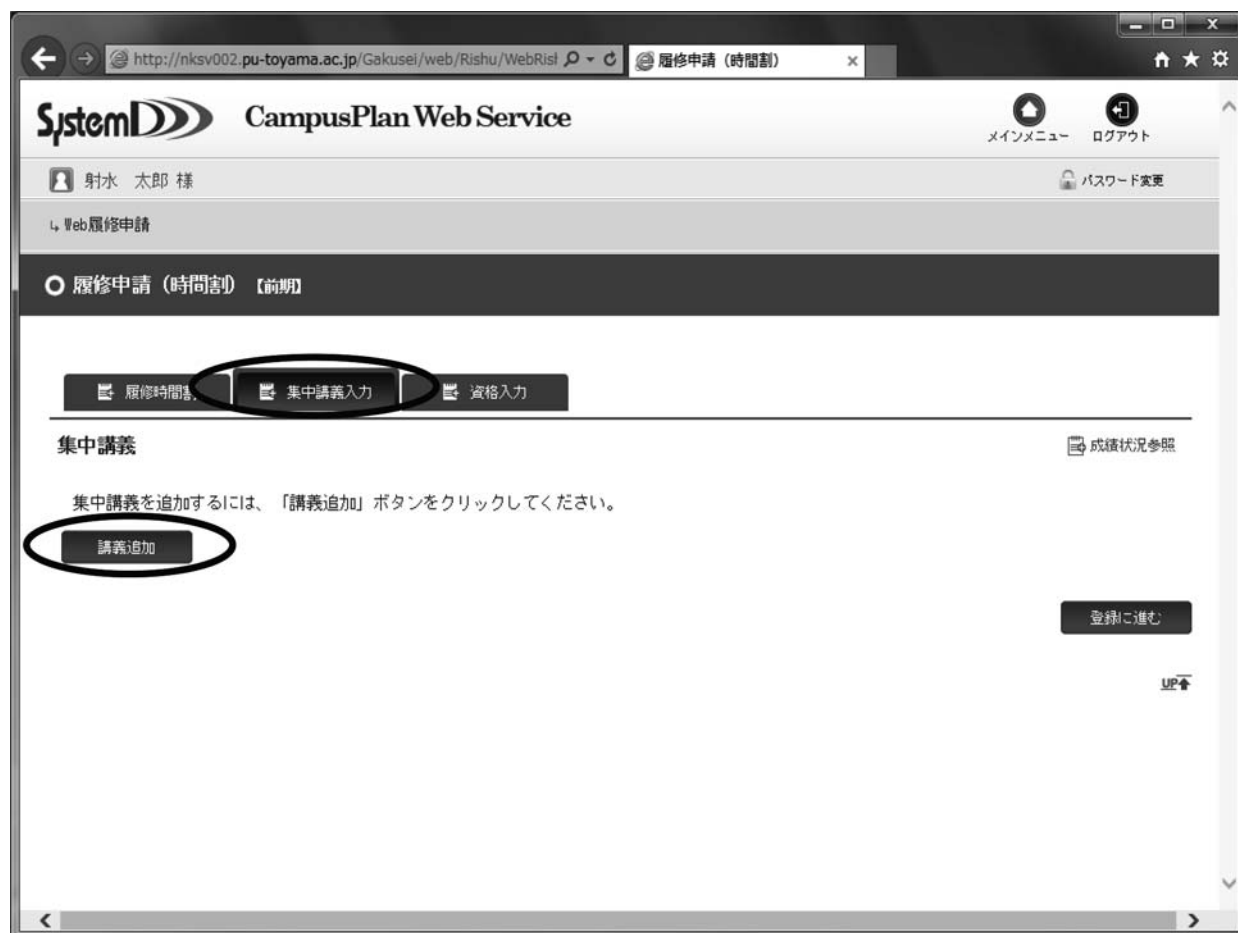 http://nksv002.pu-toyama.ac.jp/Gakusei/web/Rishu/WebRisl
履修申請（時間割）
SystemD
CampusPlan Web Service
メインメニュー
ログアウト
射水　太郎 様
パスワード変更
Web履修申請
履修申請（時間割）【前期】
履修時間割
集中講義入力
資格入力
集中講義
成績状況参照
集中講義を追加するには、「講義追加」ボタンをクリックしてください。
講義追加
登録に進む
UP